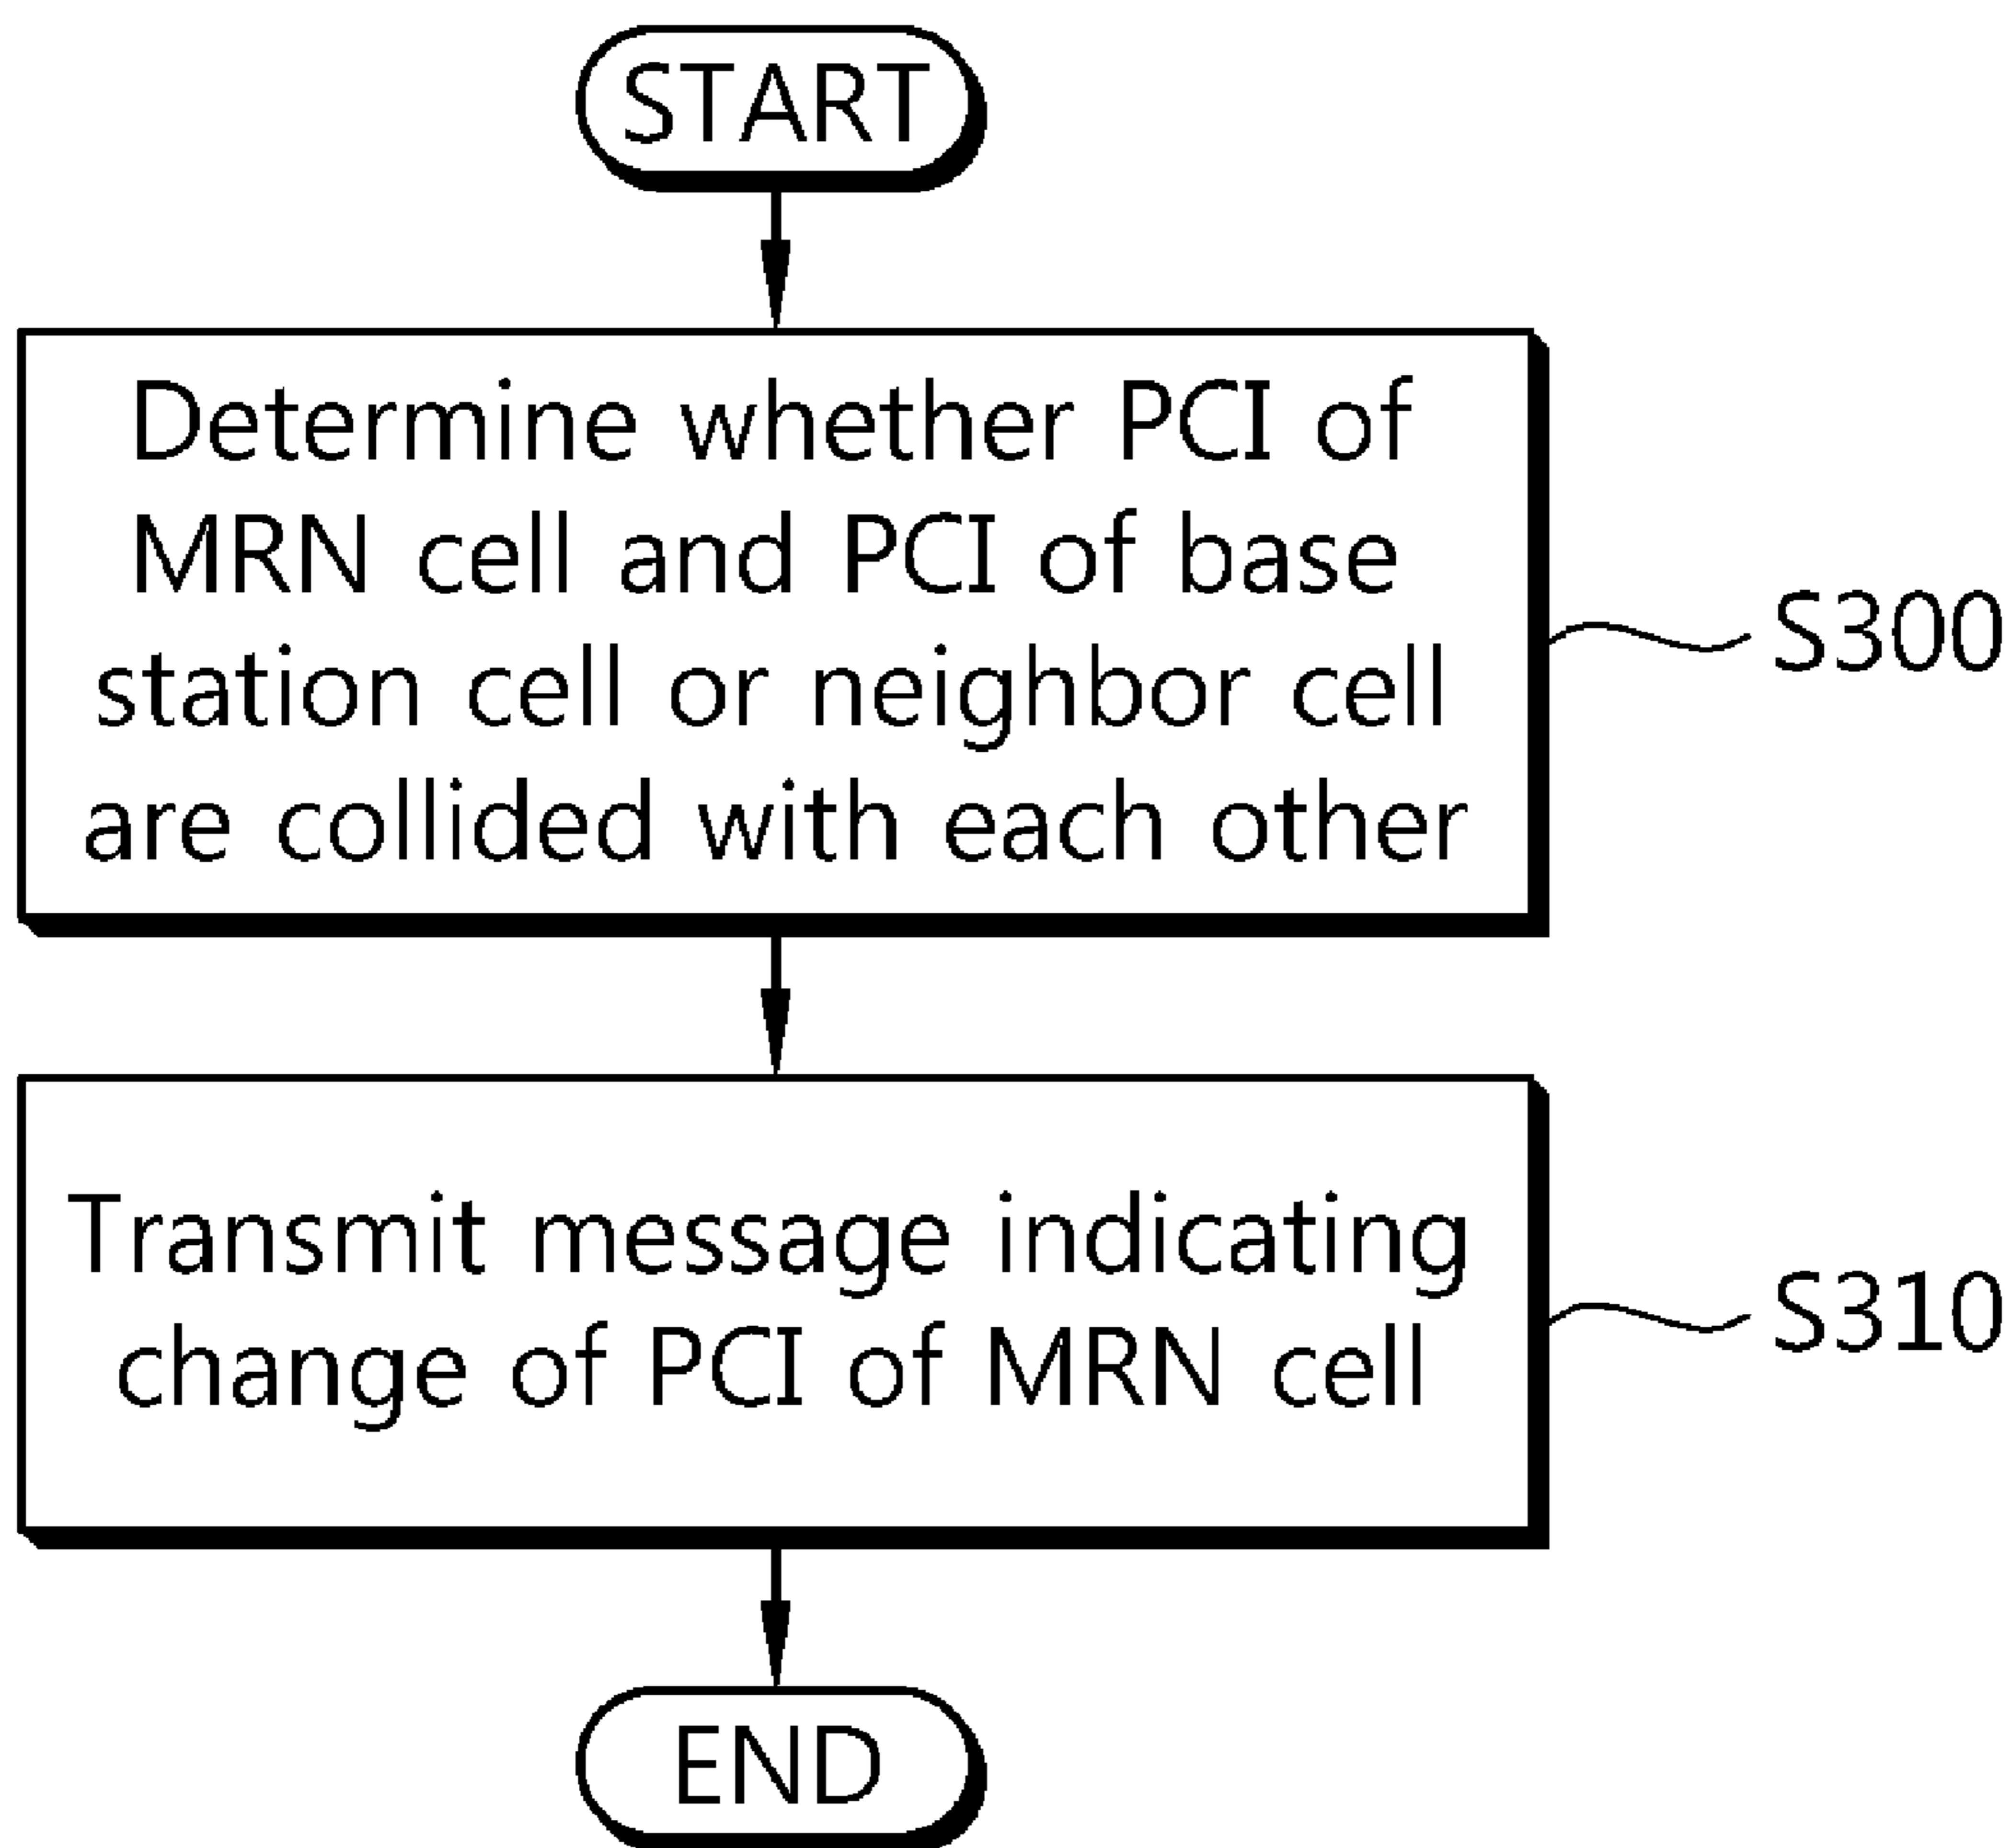 START
Determine whether PCI of
MRN cell and PCI of base
station cell or neighbor cell
are collided with each other
S300
Transmit message indicating
change of PCI of MRN cell
S310
END